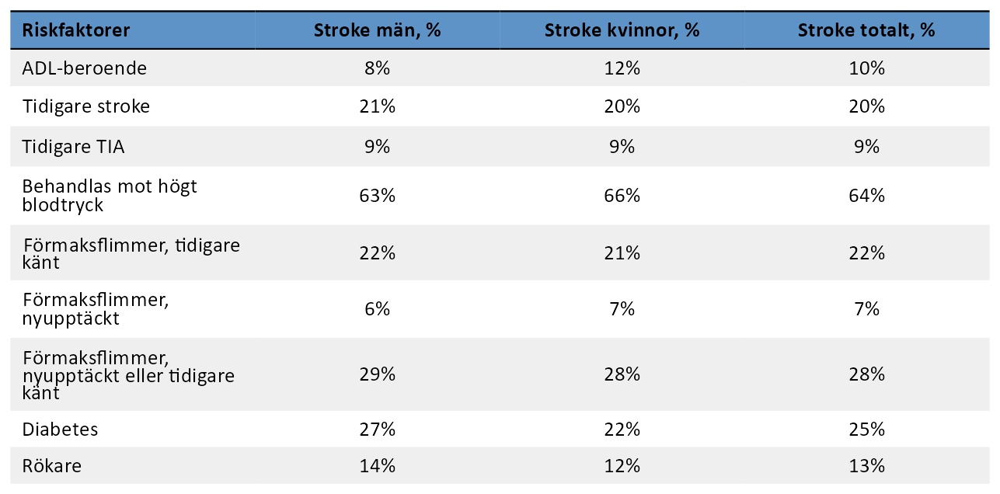 Riskfaktorer Stroke män, % Stroke kvinnor, % Stroke totalt, %
ADL-beroende 8% 12% 10%
Tidigare stroke 21% 20% 20%
Tidigare TIA 9% 9% 9%
Behandlas mot högt
blodtryck 63% 66% 64%
Förmaksflimmer, tidigare
känt 22% 21% 22%
Förmaksflimmer,
nyupptäckt 6% 7% 7%
Förmaksflimmer,
nyupptäckt eller tidigare 29% 28% 28%
känt
Diabetes 27% 22% 25%
Rökare 14% 12% 13%